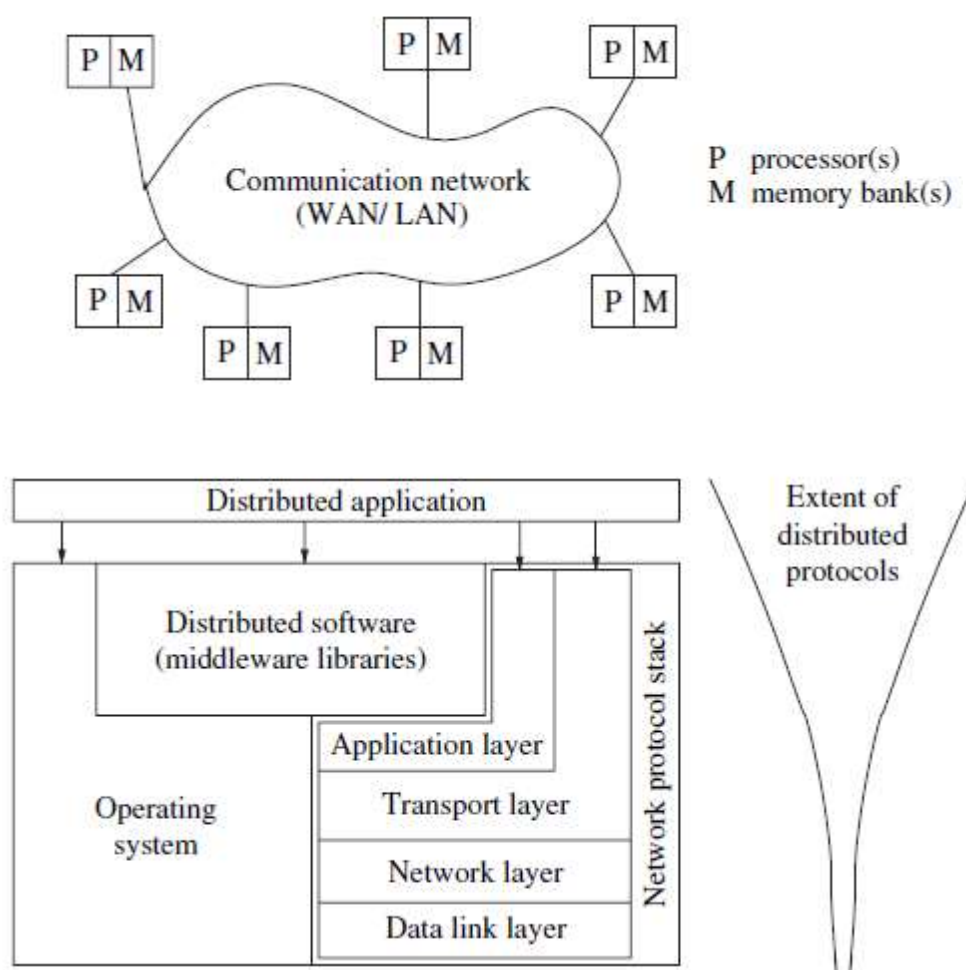 P M
P M
P M
Communication network
(WAN/ LAN)
P processor(s)
M memory bank(s)
P M
P M
P M
P M
Distributed application
Extent of
distributed
protocols
Distributed software
(middleware libraries)
Network protocol stack
Application layer
Operating
system
Transport layer
Network layer
Data link layer